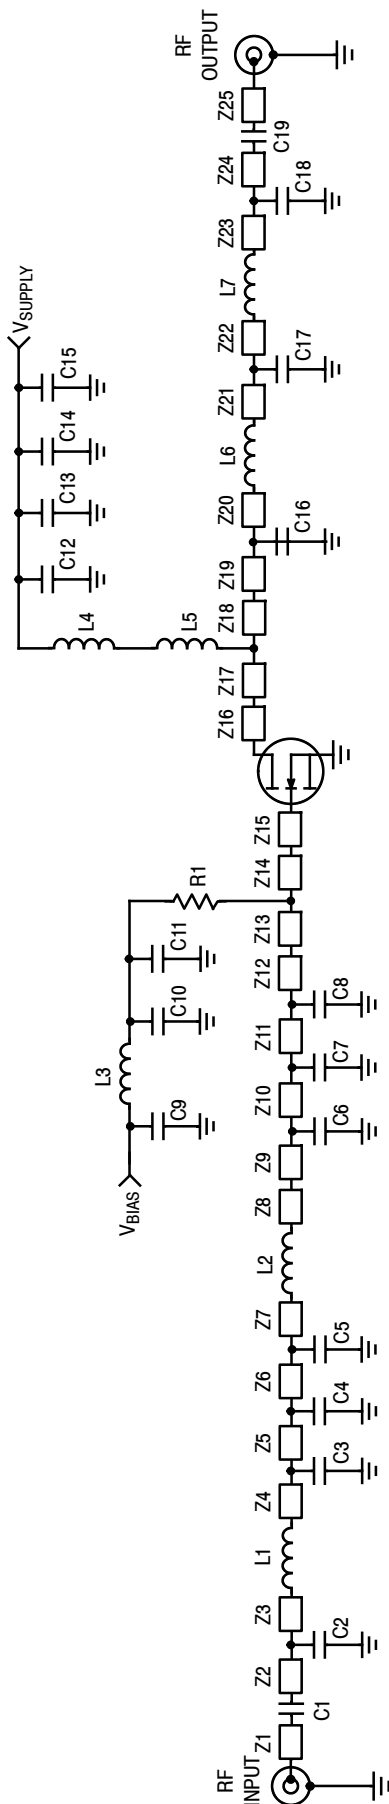 RF
INPUT
Z1
C1
Z2
C2
Z3
L1
Z4
C3
Z5
C4
Z6
C5
Z7
L2
Z8
Z9
C6
Z10
C7
Z11
C8
Z12
Z13
VBIAS
C9
L3
C10
C11
R1
Z14
Z15
Z16
Z17
L5
L4
C12
C13
C14
C15
VSUPPLY
Z18
Z19
C16
Z20
L6
Z21
C17
Z22
L7
Z23
C18
Z24
C19
Z25
RF
OUTPUT